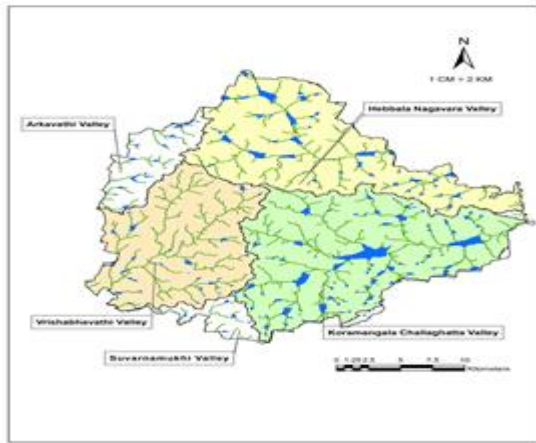 N
1 CM = 2 KM
Hebbala Nagavara Valley
Arkavathi Valley
Vrishabhavathi Valley
Koramangala Challaghatta Valley
Suvarnamukhi Valley
0 1.25 2.5 5 7.5 10
Kilometers